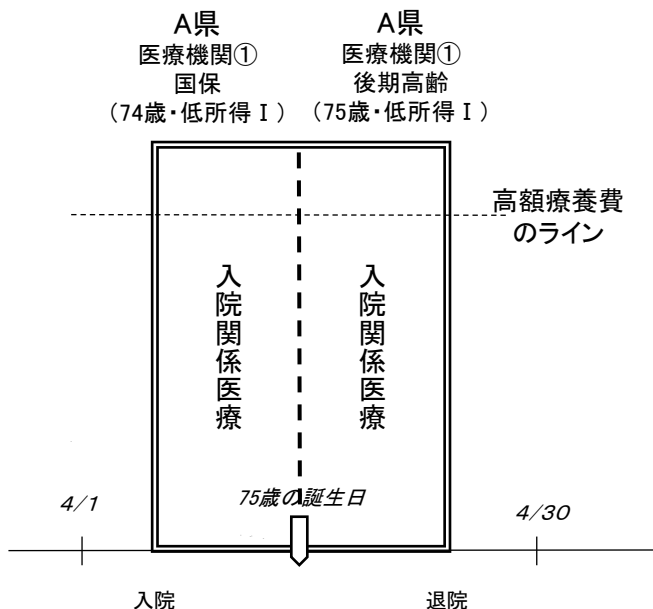 A県
医療機関①
国保
(74歳・低所得Ⅰ)
A県
医療機関①
後期高齢
(75歳・低所得Ⅰ)
高額療養費
のライン
入院関係医療
入院関係医療
75歳の誕生日
4/1
4/30
入院
退院